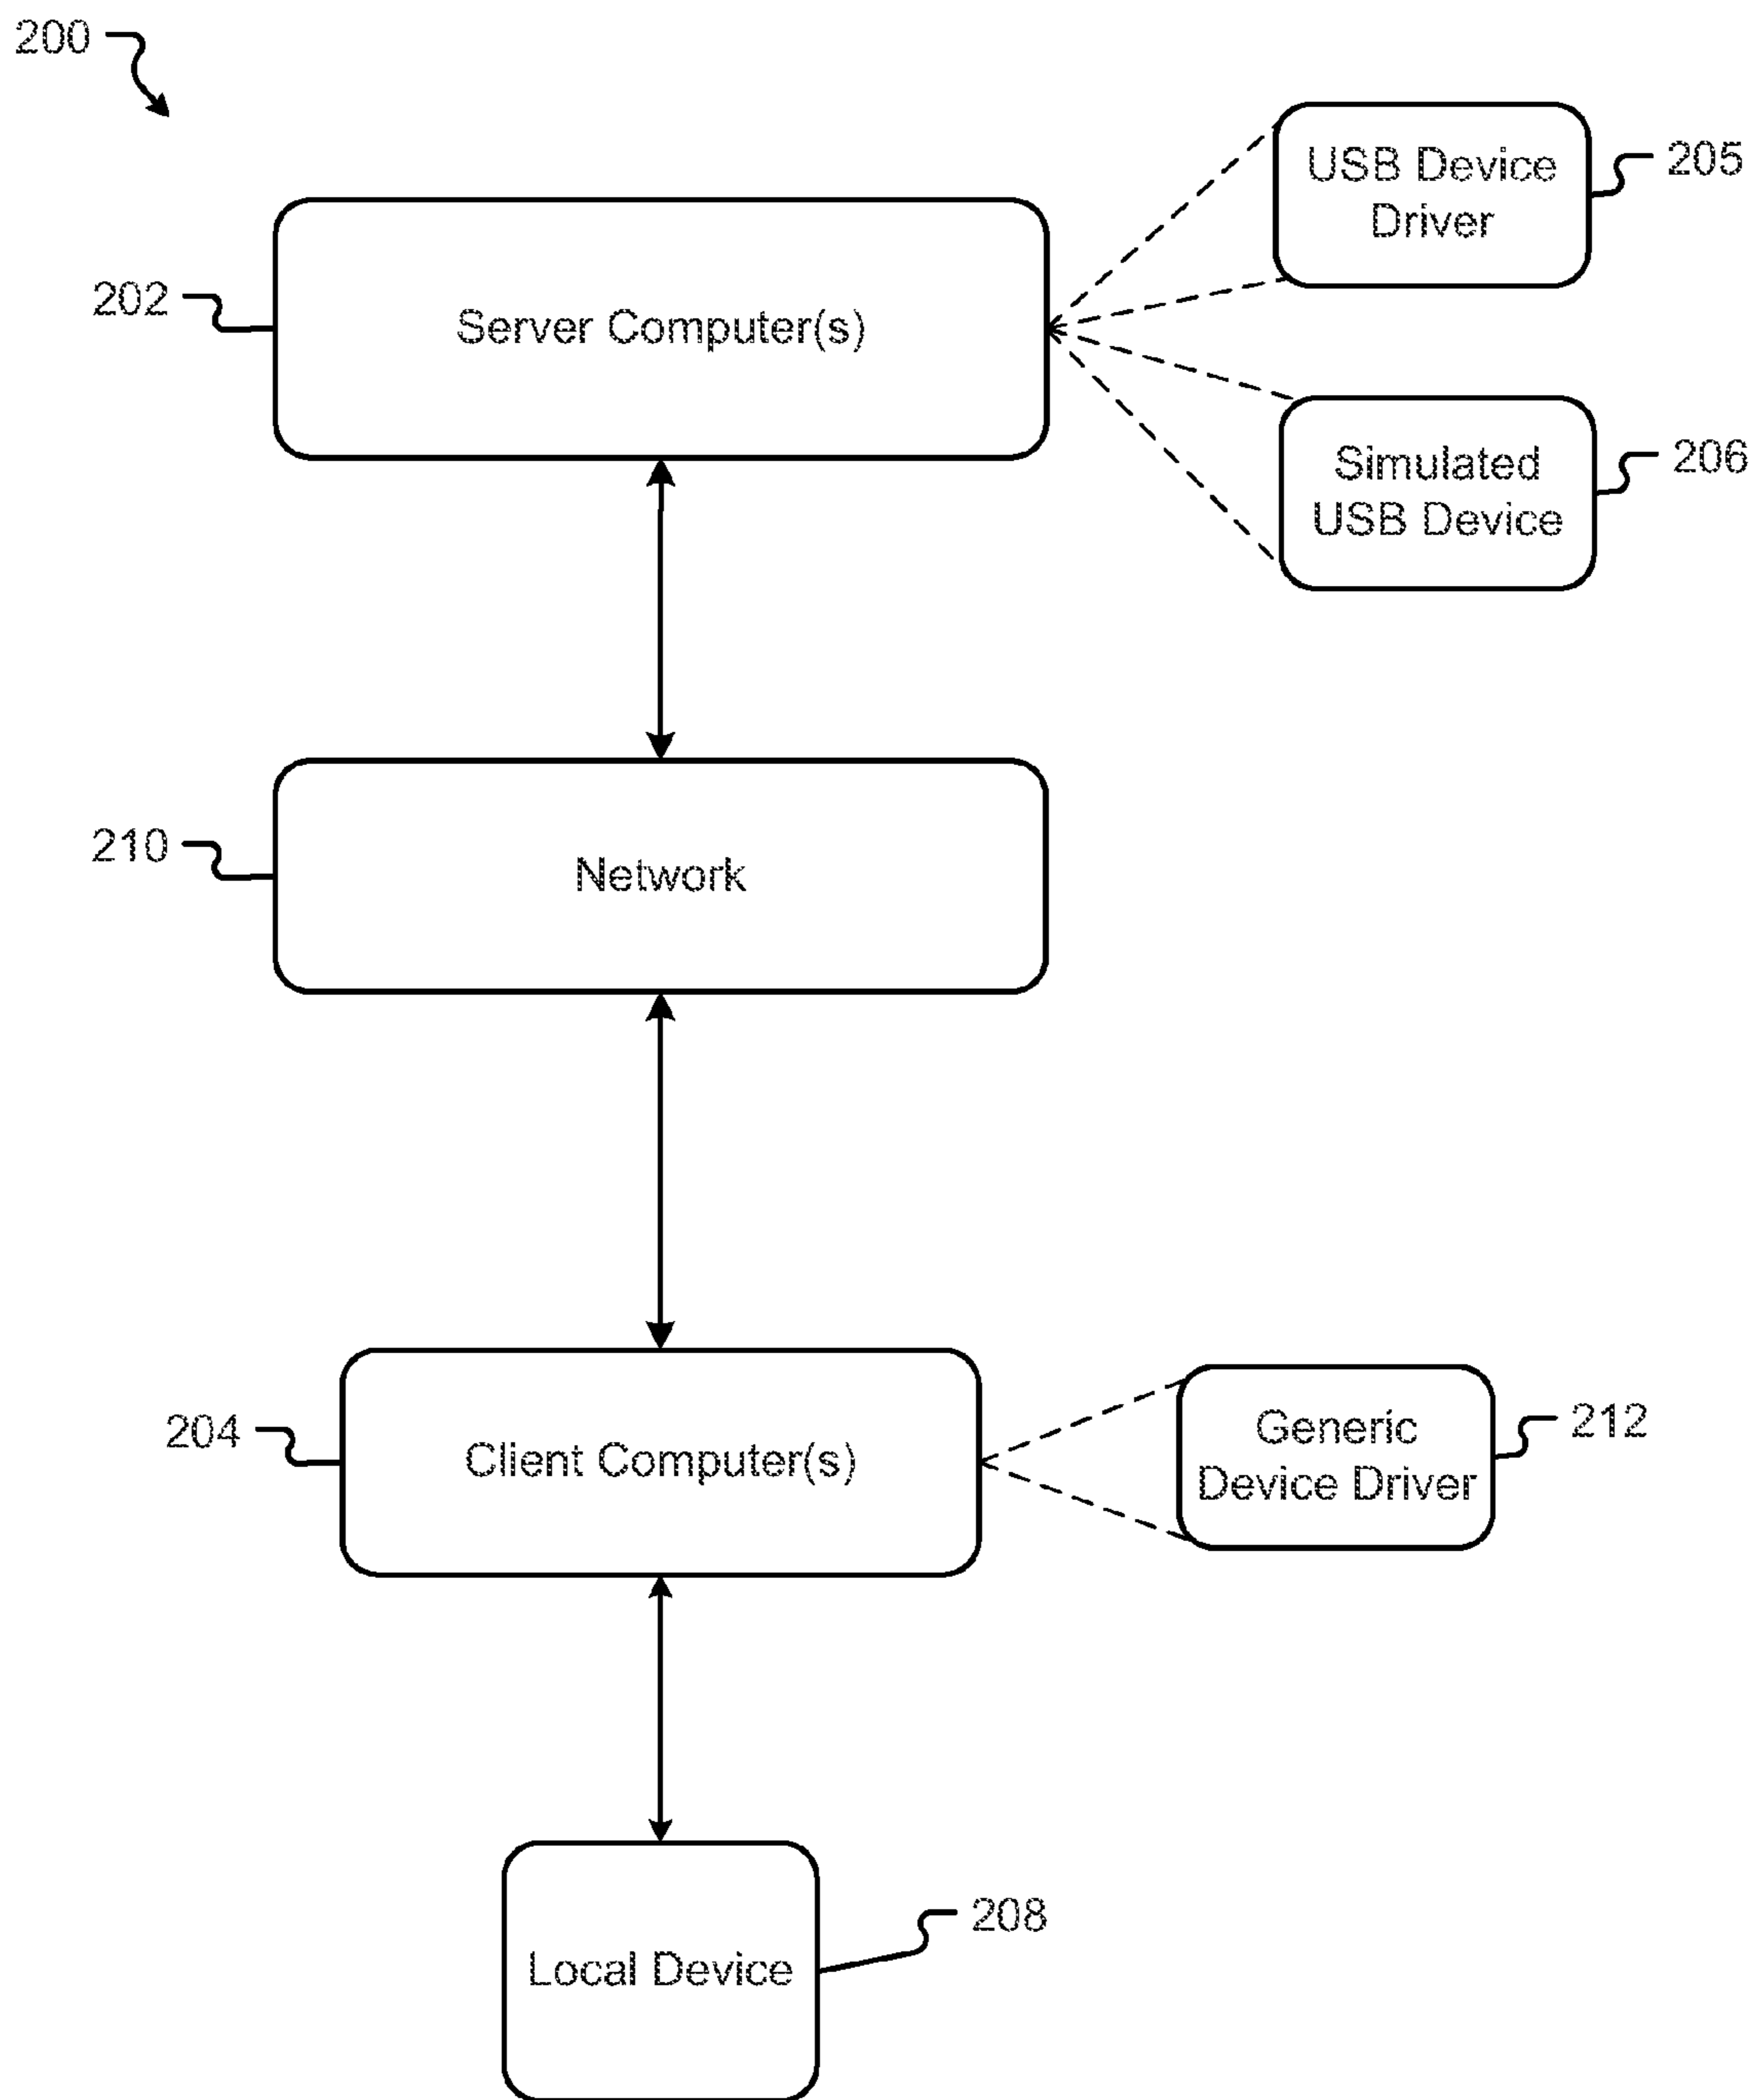 200
USB Device
Driver
205
202
Server Computer(s)
Simulated
USB Device
206
210
Network
204
Client Computer(s)
Generic
Device Driver
212
Local Device
208